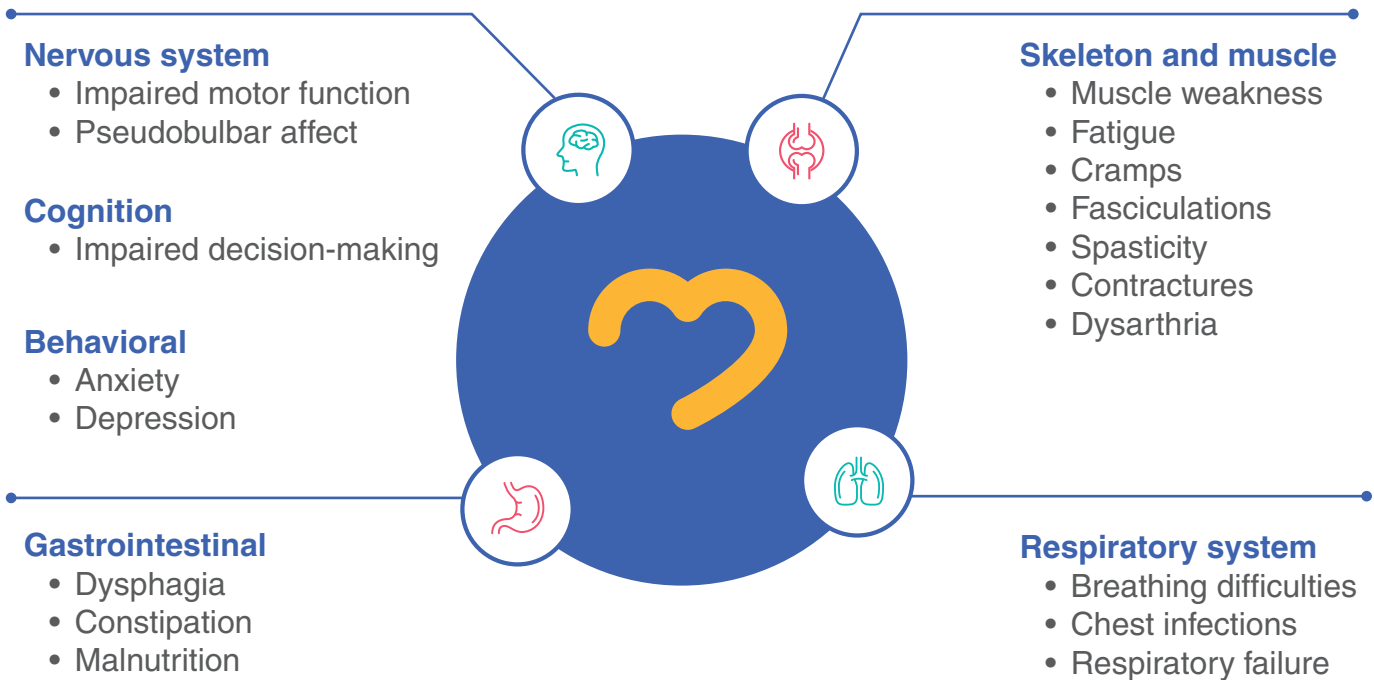 Nervous system
• Impaired motor function
• Pseudobulbar affect
Cognition
• Impaired decision-making
Behavioral
• Anxiety
• Depression
Gastrointestinal
• Dysphagia
• Constipation
• Malnutrition
Skeleton and muscle
• Muscle weakness
• Fatigue
• Cramps
• Fasciculations
• Spasticity
• Contractures
• Dysarthria
Respiratory system
• Breathing difficulties
• Chest infections
• Respiratory failure